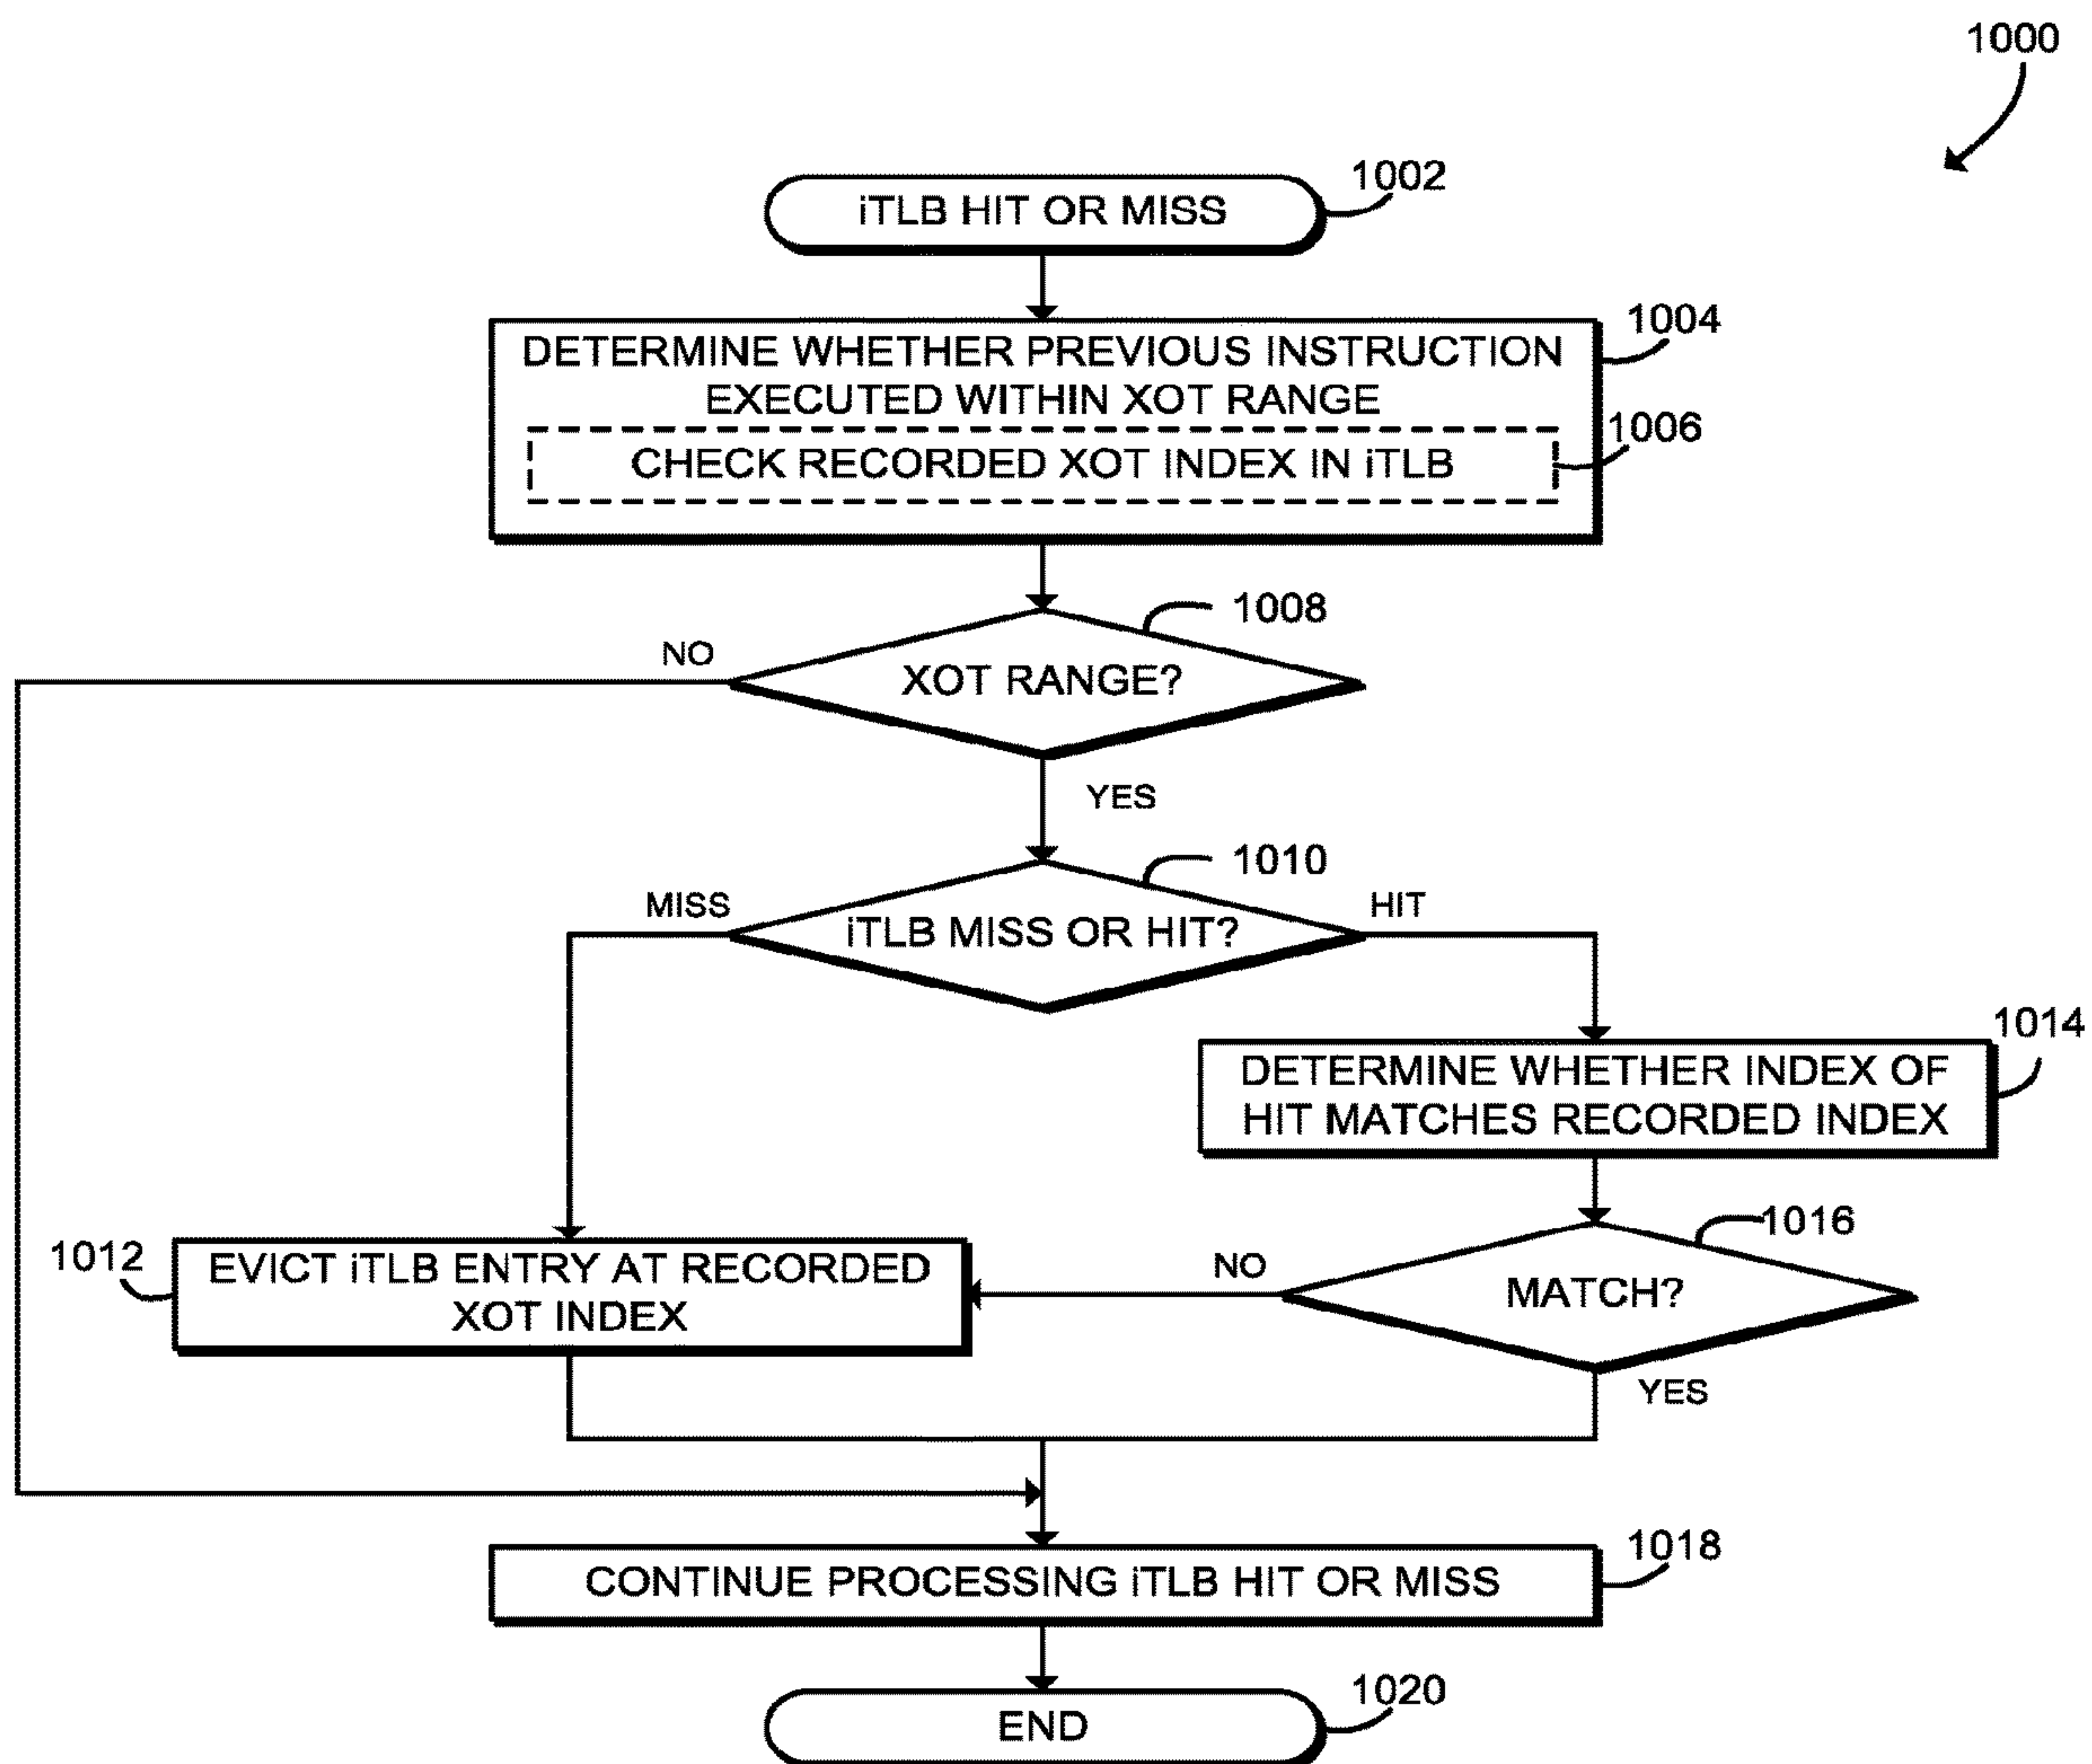 1000
iTLB HIT OR MISS
1002
DETERMINE WHETHER PREVIOUS INSTRUCTION
EXECUTED WITHIN XOT RANGE
1004
CHECK RECORDED XOT INDEX IN iTLB
1006
XOT RANGE?
1008
NO
YES
iTLB MISS OR HIT?
1010
MISS
HIT
DETERMINE WHETHER INDEX OF
HIT MATCHES RECORDED INDEX
1014
1012
EVICT iTLB ENTRY AT RECORDED
XOT INDEX
NO
MATCH?
1016
YES
CONTINUE PROCESSING iTLB HIT OR MISS
1018
END
1020